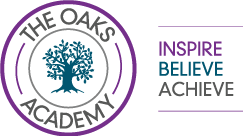 THE OAKS
ACADEMY
INSPIRE
BELIEVE
ACHIEVE